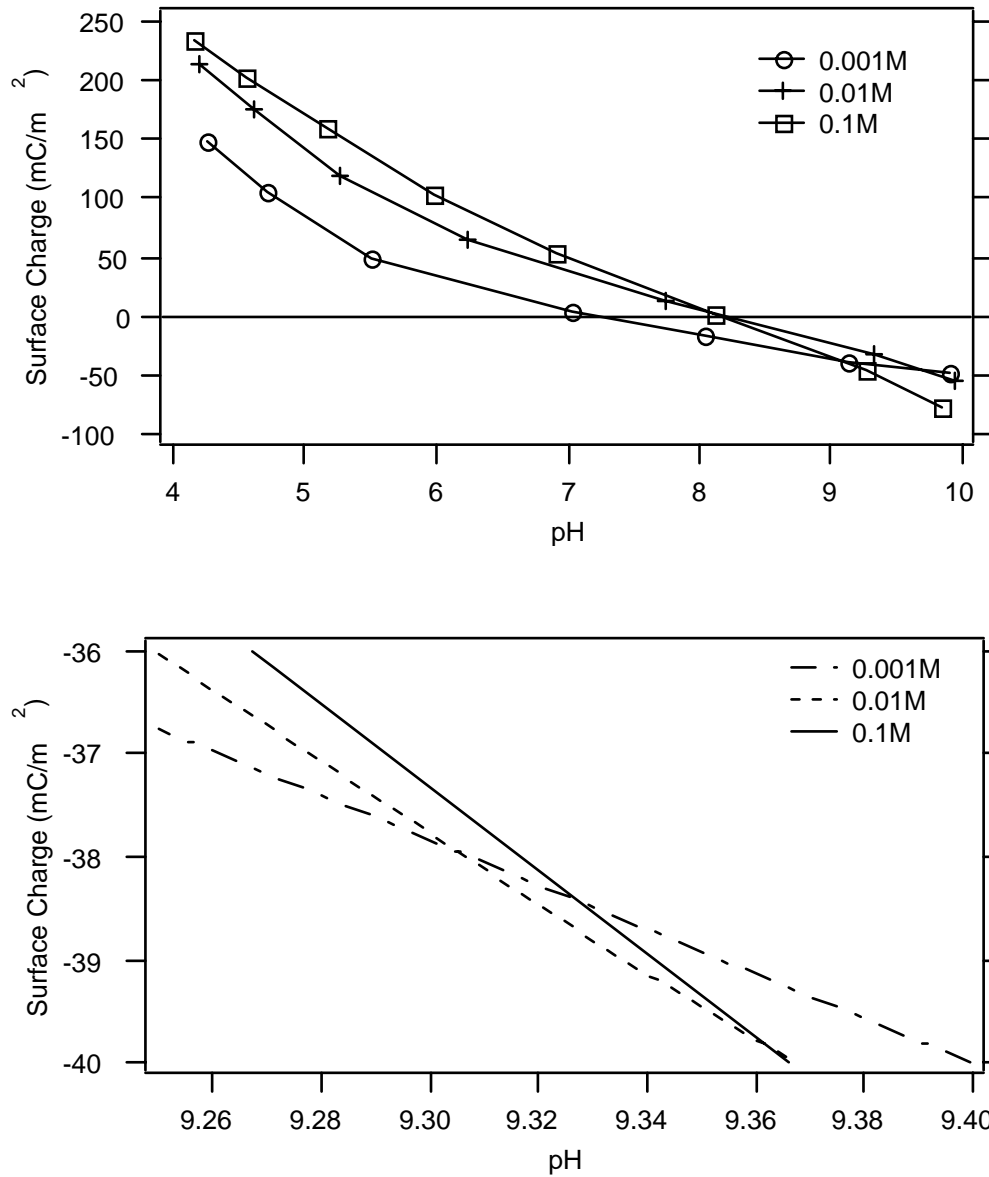 250
200
150
100
50
0
-50
-100
Surface Charge (mC/m 2)
0.001M
0.01M
0.1M
4 5 6 7 8 9 10
pH
-36
-37
-38
-39
-40
Surface Charge (mC/m 2)
0.001M
0.01M
0.1M
9.26 9.28 9.30 9.32 9.34 9.36 9.38 9.40
pH